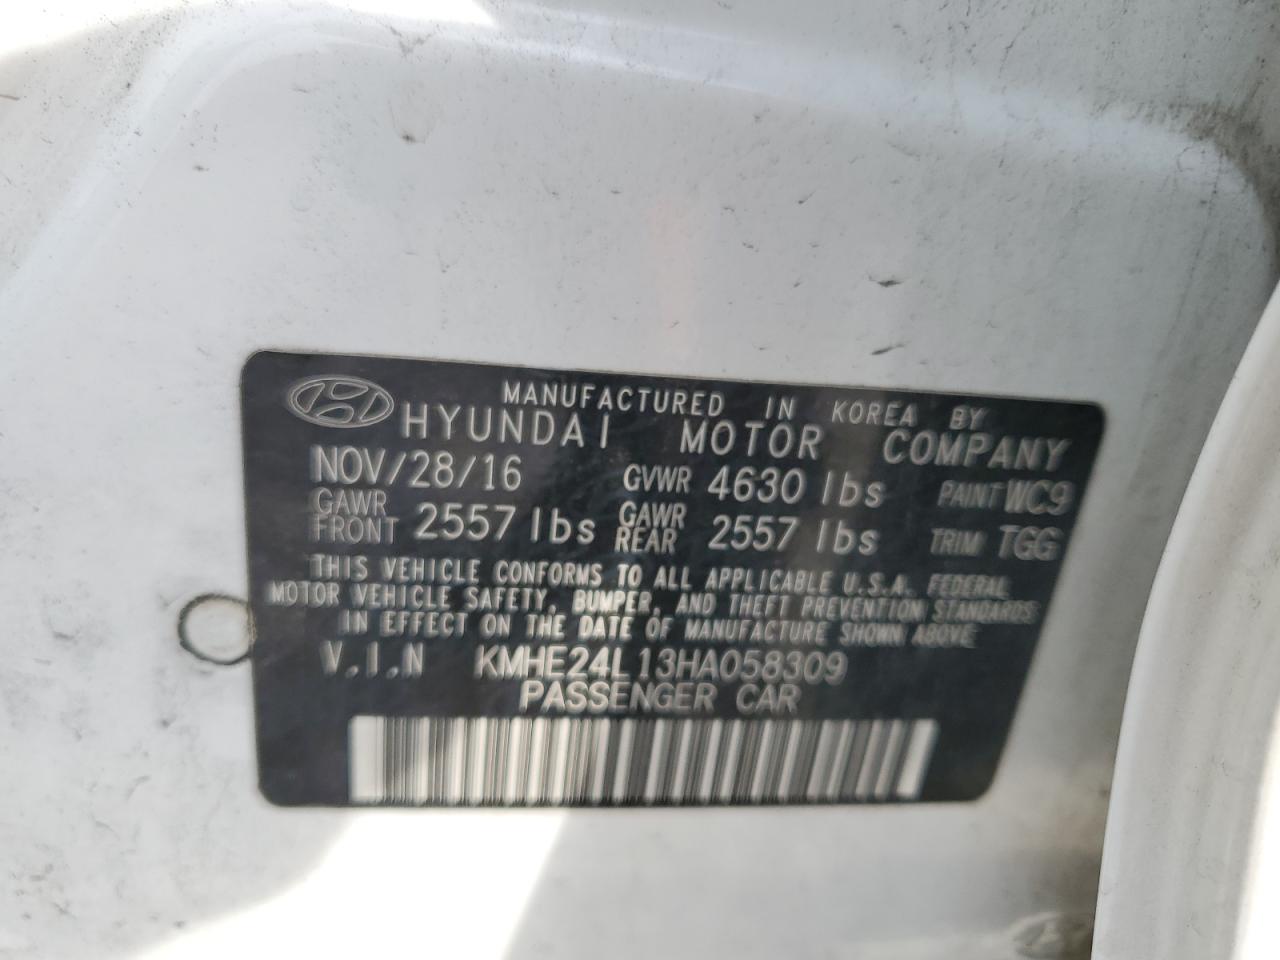 MANUFACTURED IN KOREA BY
HYUNDAI MOTOR COMPANY
NOV/28/16 GVWR 4630 lbs PAINT WC9
GAWR FRONT 2557 lbs GAWR REAR 2557 lbs TRIM TGG
THIS VEHICLE CONFORMS TO ALL APPLICABLE U.S.A. FEDERAL
MOTOR VEHICLE SAFETY, BUMPER, AND THEFT PREVENTION STANDARDS
IN EFFECT ON THE DATE OF MANUFACTURE SHOWN ABOVE
V.I.N KMHE24L13HA058309
PASSENGER CAR